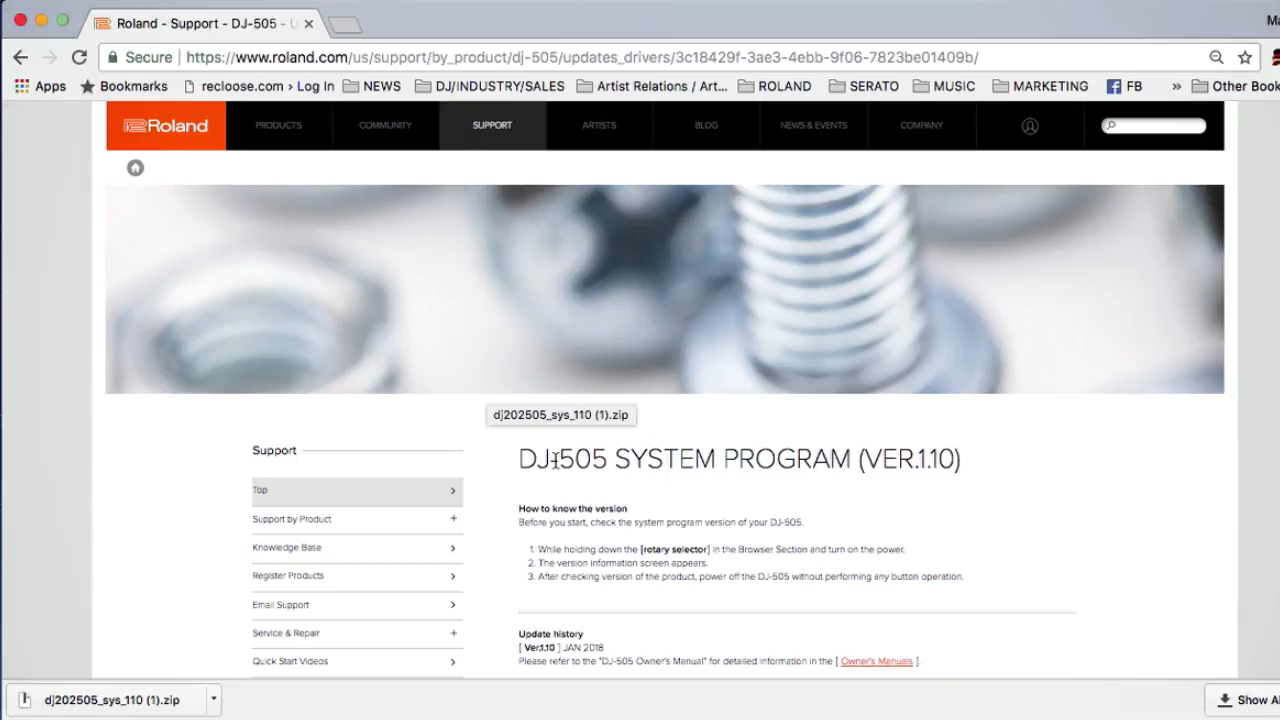 Roland - Support - DJ-505 - U
Ma
Secure https://www.roland.com/us/support/by_product/dj-505/updates_drivers/3c18429f-3ae3-4ebb-9f06-7823be01409b/
Apps Bookmarks recloose.com › Log In NEWS DJ/INDUSTRY/SALES Artist Relations / Art... ROLAND SERATO MUSIC MARKETING FB » Other Book
Roland PRODUCTS COMMUNITY SUPPORT ARTISTS BLOG NEWS & EVENTS COMPANY
dj202505_sys_110 (1).zip
Support
Top
Support by Product
Knowledge Base
Register Products
Email Support
Service & Repair
Quick Start Videos
DJ-505 SYSTEM PROGRAM (VER.1.10)
How to know the version
Before you start, check the system program version of your DJ-505.
1. While holding down the [rotary selector] in the Browser Section and turn on the power.
2. The version information screen appears.
3. After checking version of the product, power off the DJ-505 without performing any button operation.
Update history
[ Ver.1.10 ] JAN 2018
Please refer to the "DJ-505 Owner's Manual" for detailed information in the [ Owner's Manuals ].
dj202505_sys_110 (1).zip
Show Al